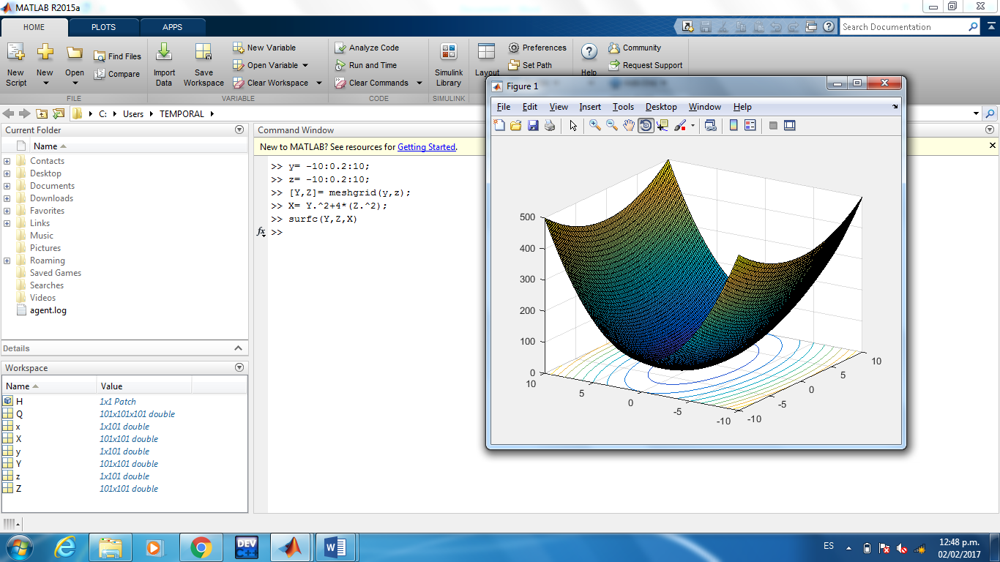 MATLAB R2015a
HOME PLOTS APPS
Search Documentation
New Script
New
Open
Find Files
Compare
Import Data
Save Workspace
New Variable
Open Variable
Clear Workspace
Analyze Code
Run and Time
Clear Commands
Simulink Library
Layout
Preferences
Set Path
Help
Community
Request Support
FILE VARIABLE CODE SIMULINK
C: Users TEMPORAL
Current Folder
Name
Contacts
Desktop
Documents
Downloads
Favorites
Links
Music
Pictures
Roaming
Saved Games
Searches
Videos
agent.log
Details
Workspace
Name Value
H 1x1 Patch
Q 101x101x101 double
x 1x101 double
X 101x101 double
y 1x101 double
Y 101x101 double
z 1x101 double
Z 101x101 double
Command Window
New to MATLAB? See resources for Getting Started.
>> y= -10:0.2:10;
>> z= -10:0.2:10;
>> [Y,Z]= meshgrid(y,z);
>> X= Y.^2+4*(Z.^2);
>> surfc(Y,Z,X)
fx >>
Figure 1
File Edit View Insert Tools Desktop Window Help
500
400
300
200
100
0
10 5 0 -5 -10
-10 -5 0 5 10
DEV C++
ES
12:48 p.m.
02/02/2017